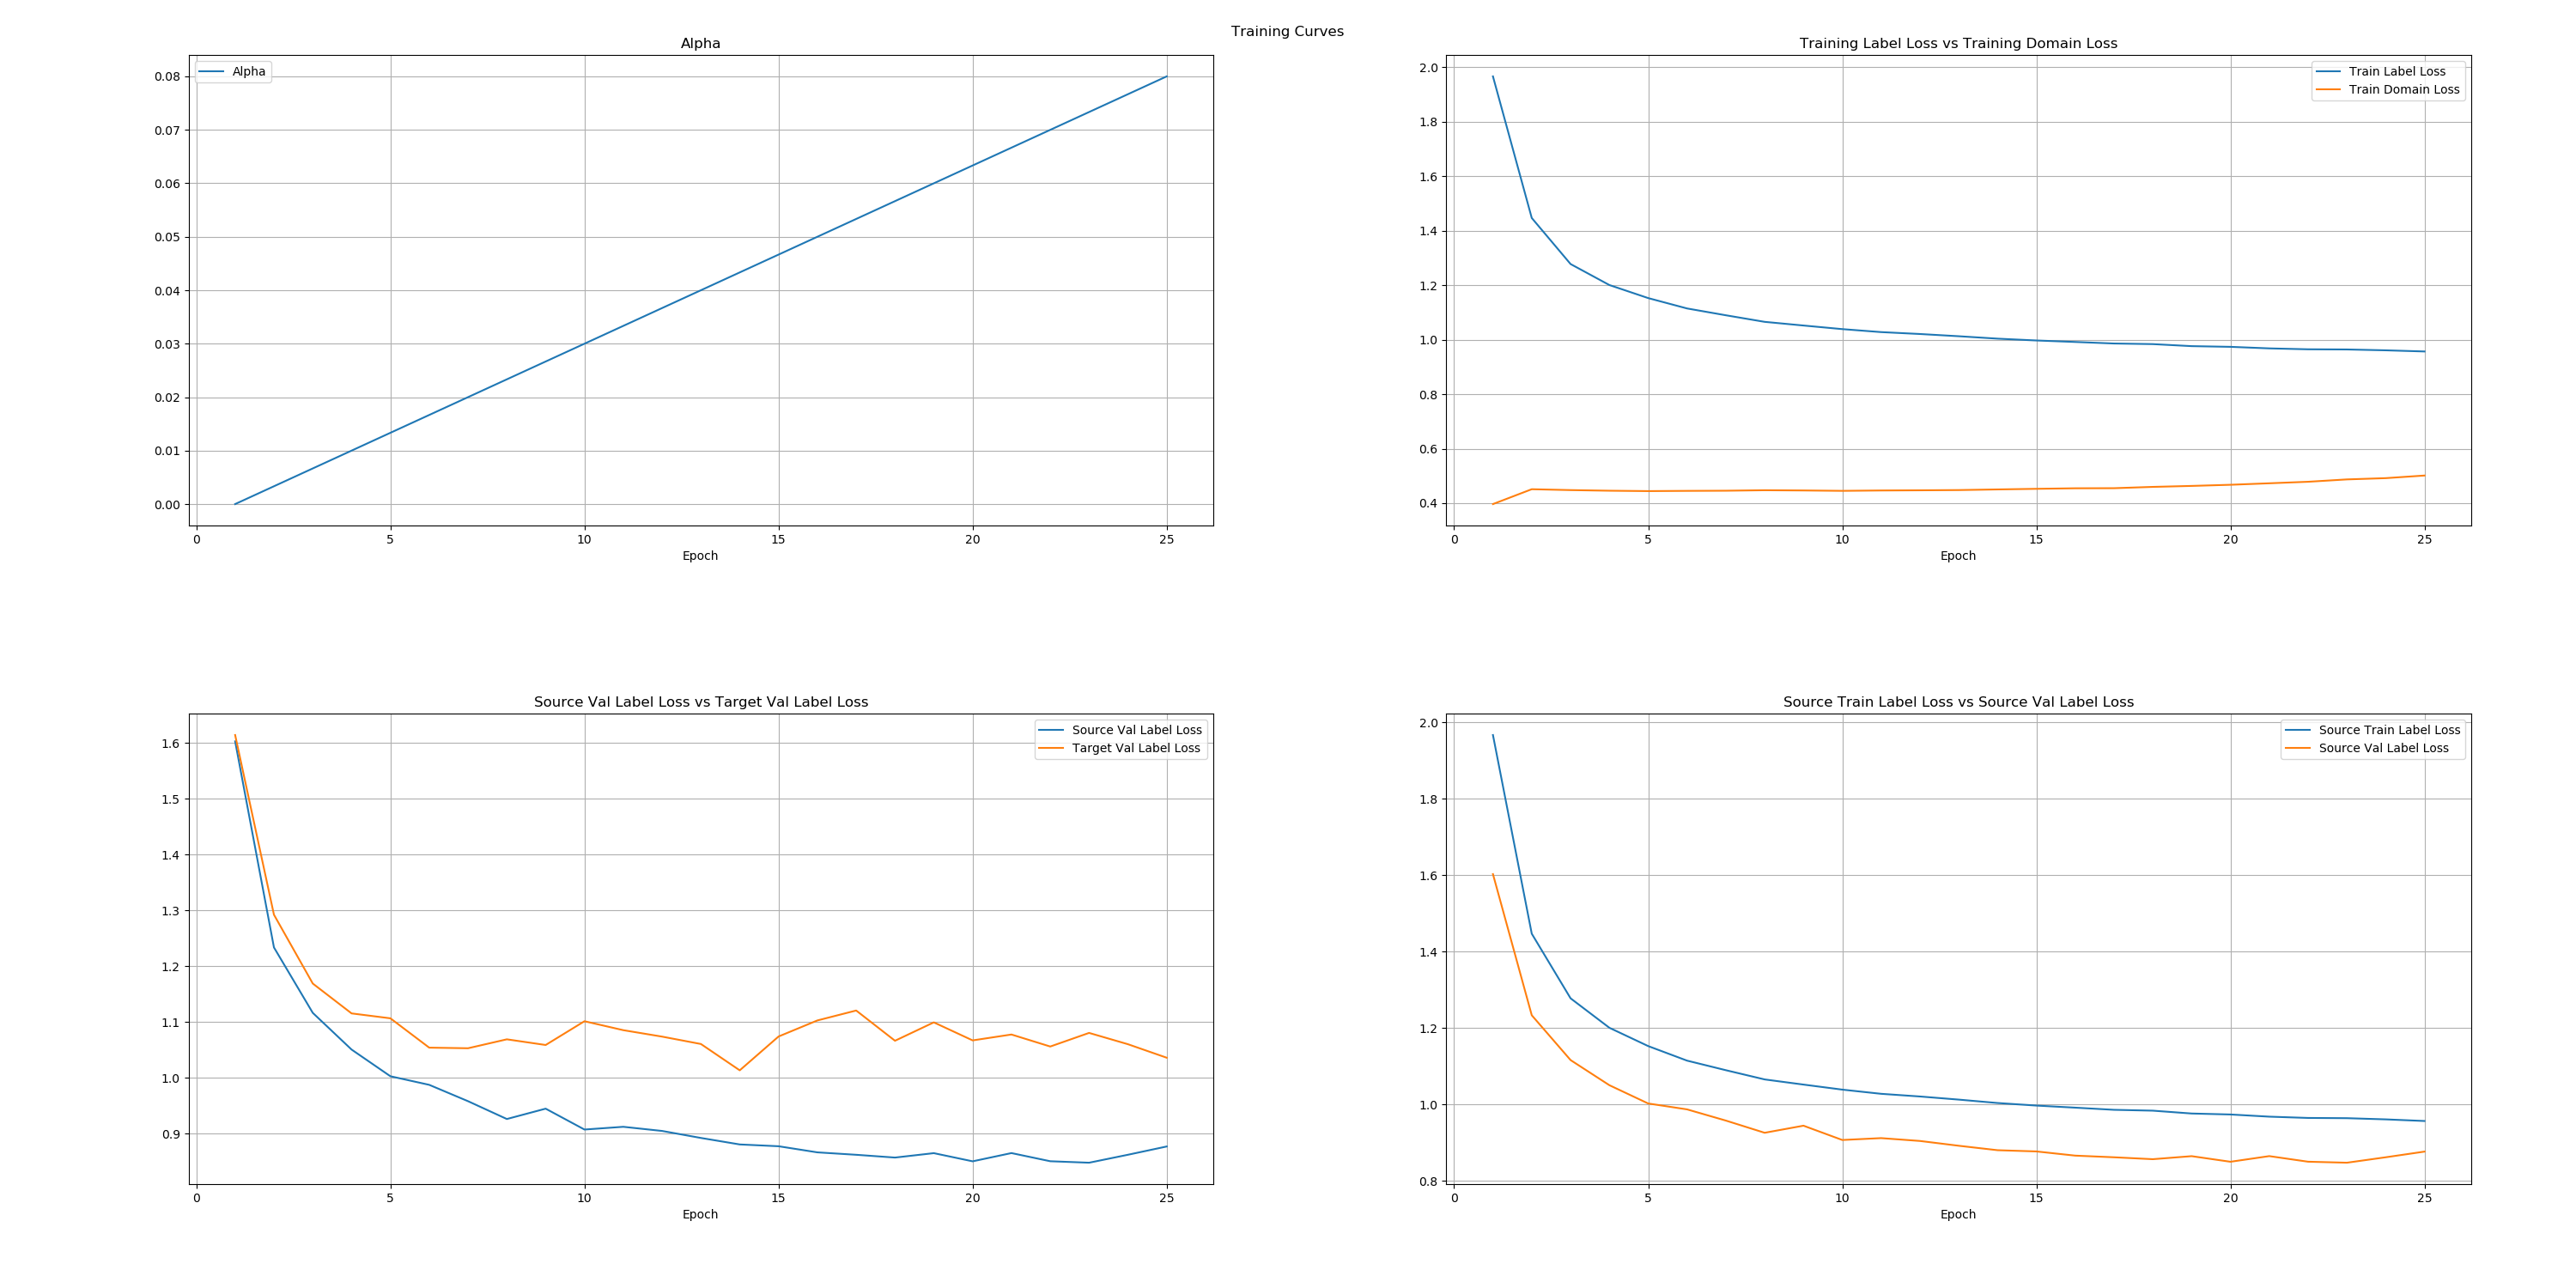 Training Curves
Alpha
Alpha
0.08
0.07
0.06
0.05
0.04
0.03
0.02
0.01
0.00
0 5 10 15 20 25
Epoch
Training Label Loss vs Training Domain Loss
Train Label Loss
Train Domain Loss
2.0
1.8
1.6
1.4
1.2
1.0
0.8
0.6
0.4
0 5 10 15 20 25
Epoch
Source Val Label Loss vs Target Val Label Loss
Source Val Label Loss
Target Val Label Loss
1.6
1.5
1.4
1.3
1.2
1.1
1.0
0.9
0 5 10 15 20 25
Epoch
Source Train Label Loss vs Source Val Label Loss
Source Train Label Loss
Source Val Label Loss
2.0
1.8
1.6
1.4
1.2
1.0
0.8
0 5 10 15 20 25
Epoch